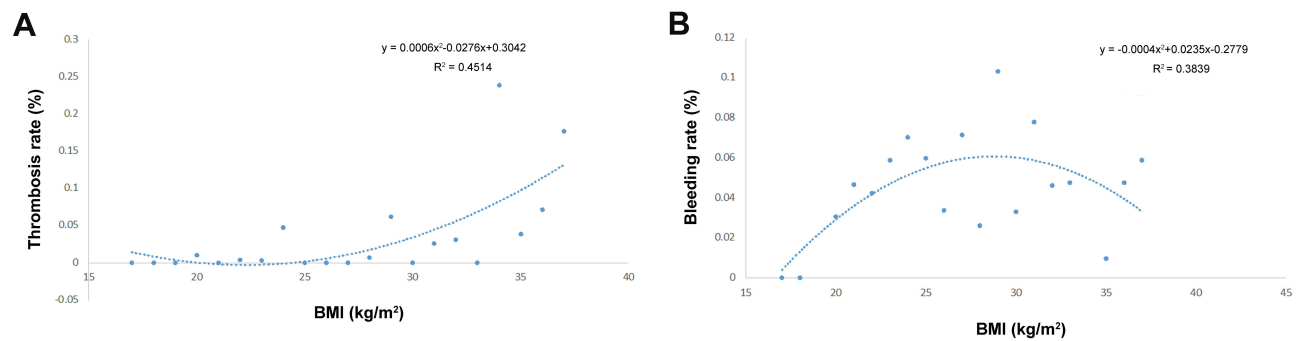 A
Thrombosis rate (%)
0.3
0.25
0.2
0.15
0.1
0.05
0
-0.05
y = 0.0006x²-0.0276x+0.3042
R² = 0.4514
15
20
25
30
35
40
BMI (kg/m²)
B
Bleeding rate (%)
0.12
0.1
0.08
0.06
0.04
0.02
0
y = -0.0004x²+0.0235x-0.2779
R² = 0.3839
15
20
25
30
35
40
45
BMI (kg/m²)